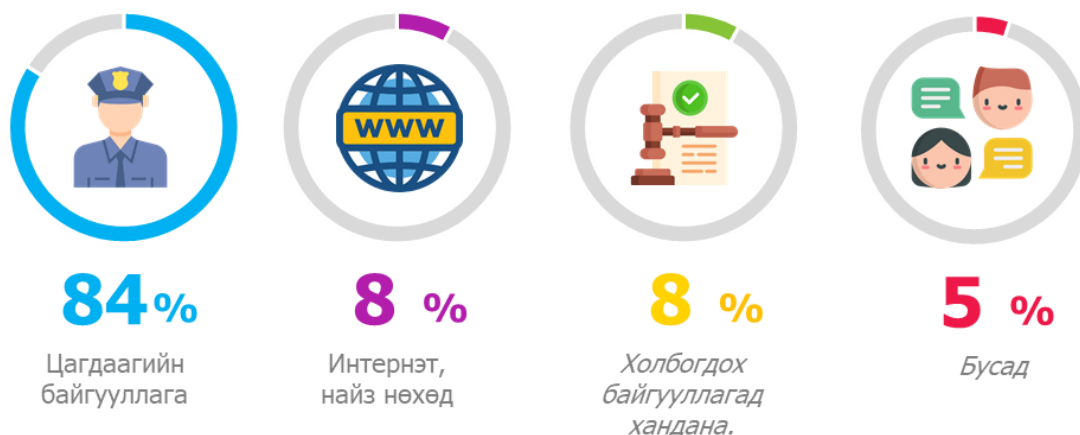 www
84%
Цагдаагийн
байгууллага
8 %
Интернэт,
найз нөхөд
8 %
Холбогдох
байгууллагад
хандана.
5 %
Бусад